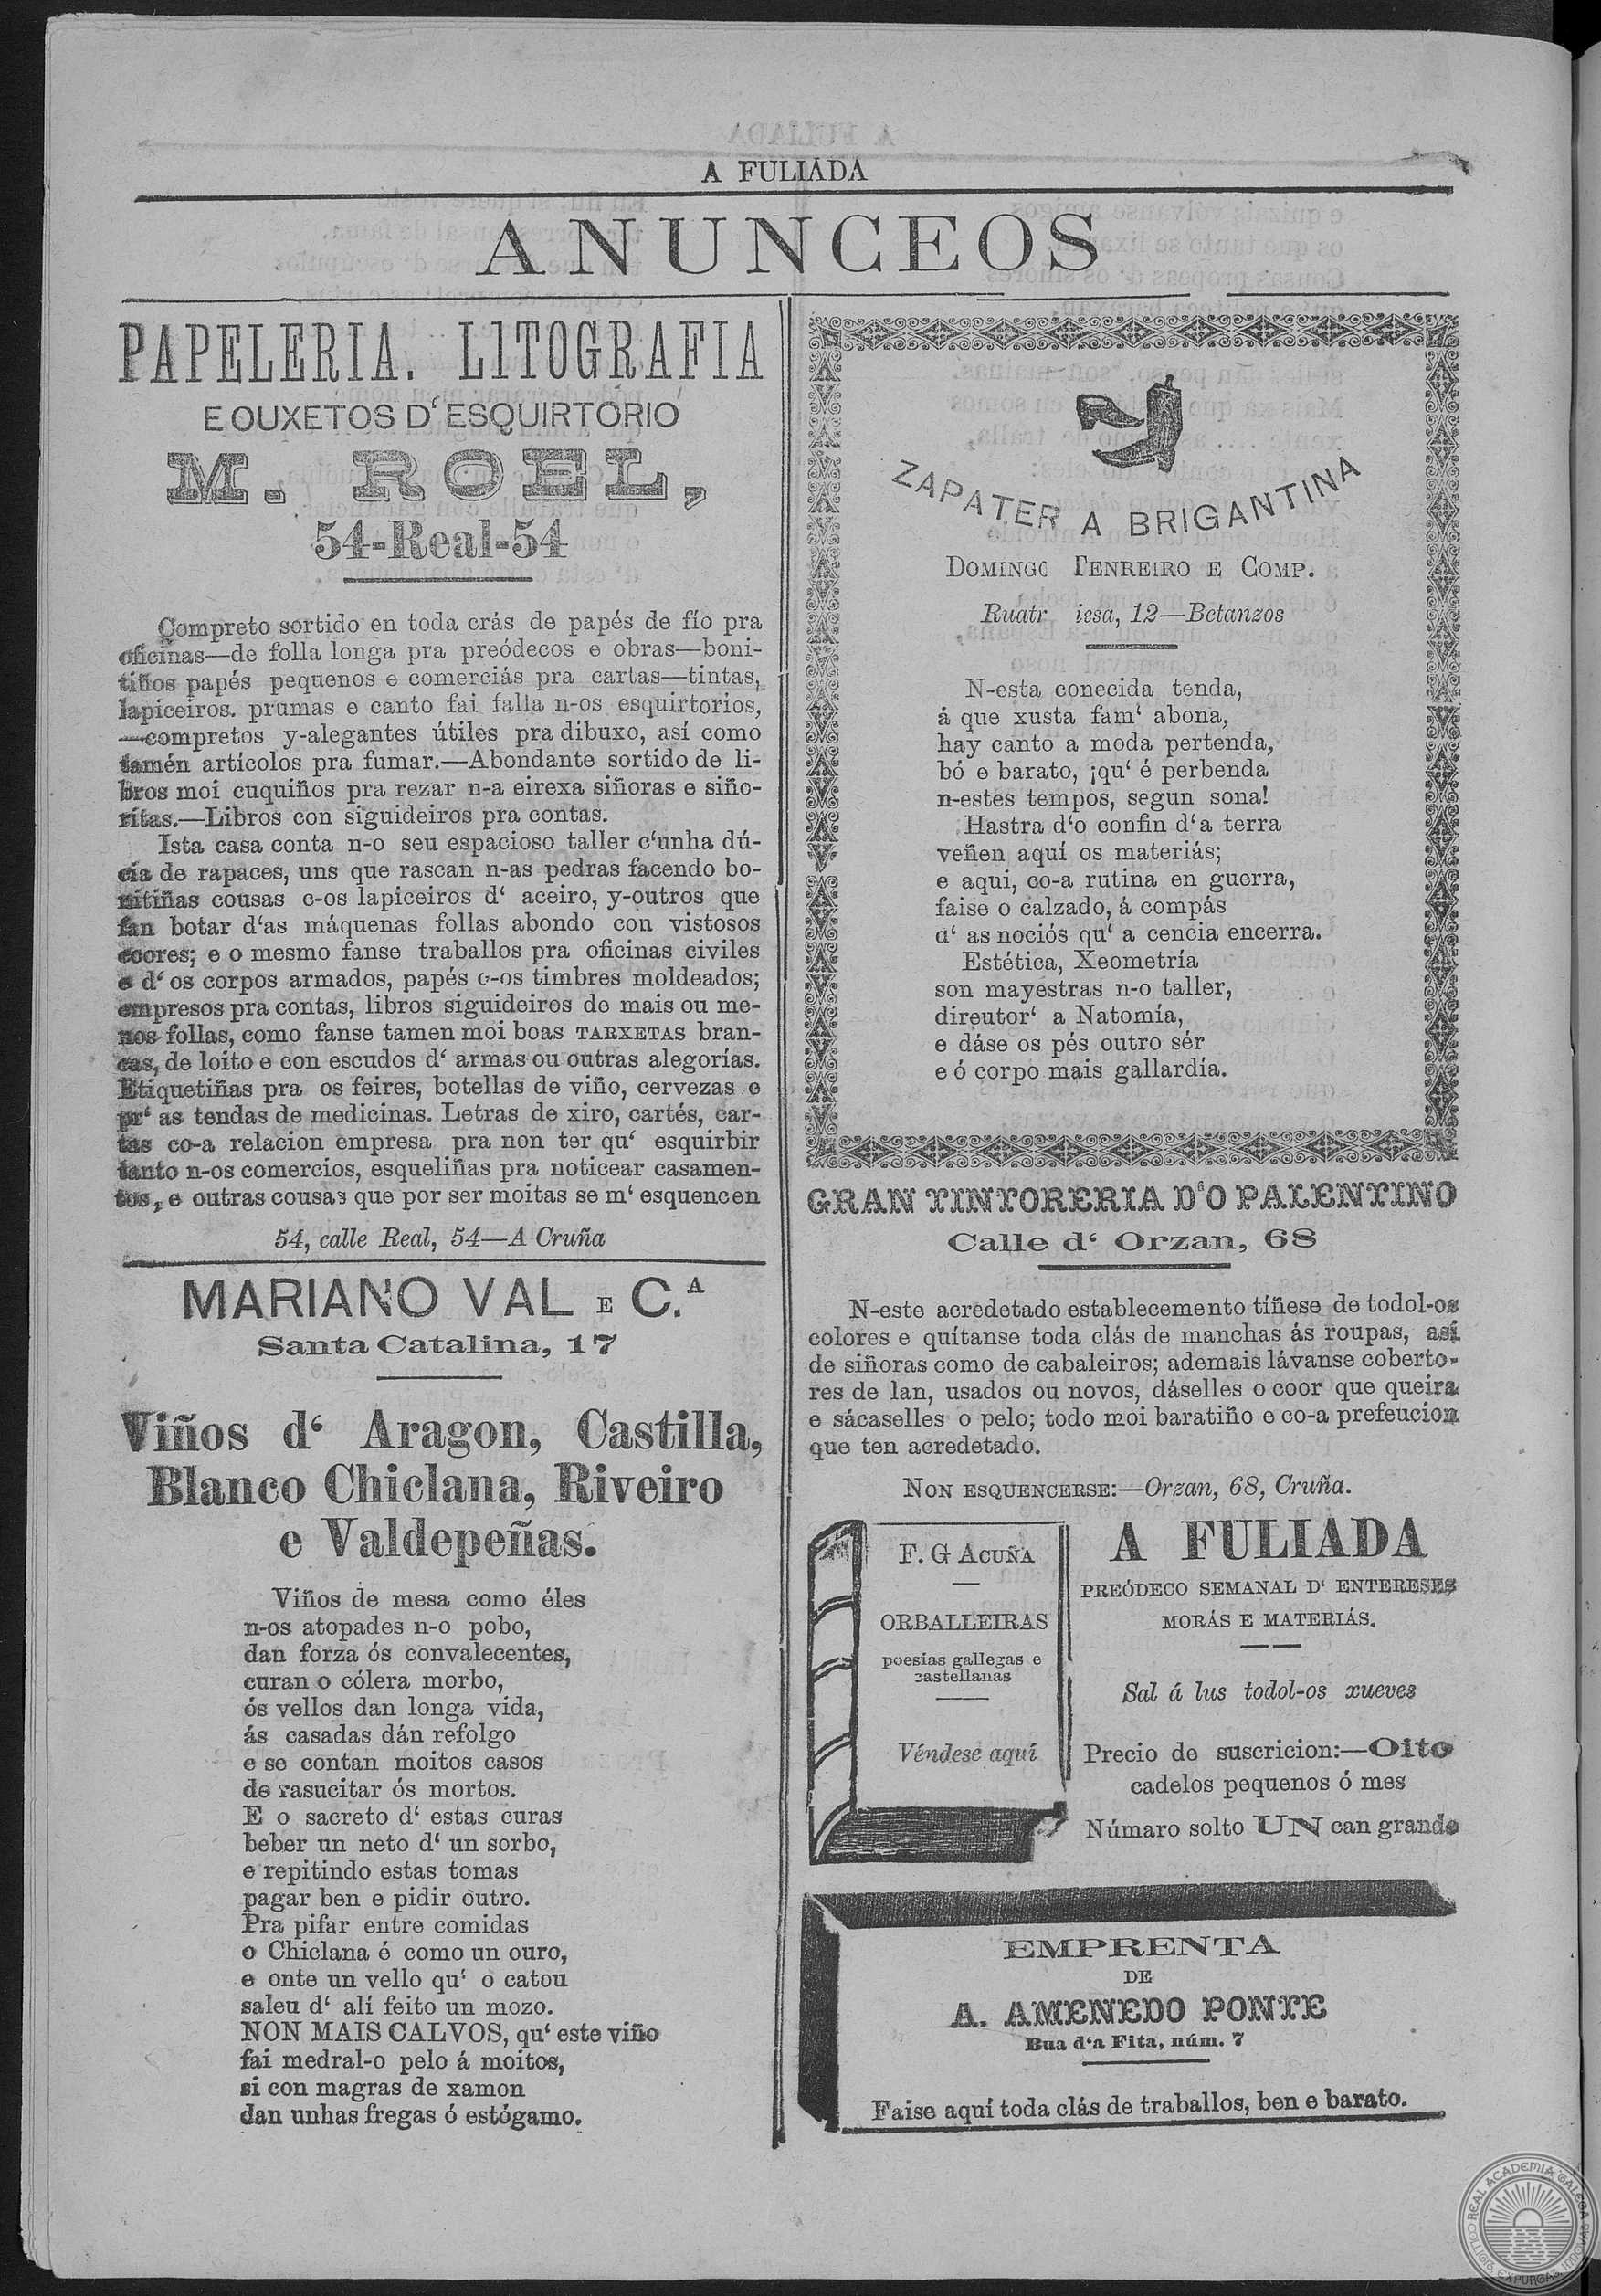 A FULIADA
ANUNCEOS
PAPELERIA. LITOGRAFIA
E OUXETOS D‘ ESQUIRTORIO
M. ROEL,
54-Real-54
Compreto sortido en toda crás de papés de fío pra
oficiñas—de folla longa pra preódecos e obras—boni-
tiños papés pequenos e comerciás pra cartas—tintas,
lapiceiros. prumas e canto fai falla n-os esquirtorios,
—compretos y-alegantes útiles pra dibuxo, así como
tamén artícolos pra fumar.—Abondante sortido de li-
bros moi cuquiños pra rezar n-a eirexa siñoras e siño-
ritas.—Libros con siguideiros pra contas.
Ista casa conta n-o seu espacioso taller c‘unha dú-
cia de rapaces, uns que rascan n-as pedras facendo bo-
nitiñas cousas c-os lapiceiros d‘ aceiro, y-outros que
fan botar d‘as máquenas follas abondo con vistosos
coores; e o mesmo fanse traballos pra oficinas civiles
e d‘ os corpos armados, papés c-os timbres moldeados;
empresos pra contas, libros siguideiros de mais ou me-
nos follas, como fanse tamen moi boas TARXETAS bran-
cas, de loito e con escudos d‘ armas ou outras alegorías.
Etiquetiñas pra os feires, botellas de viño, cervezas e
pr‘ as tendas de medicinas. Letras de xiro, cartés, car-
tas co-a relacion empresa pra non ter qu‘ esquirbir
tanto n-os comercios, esqueliñas pra noticear casamen-
tos, e outras cousas que por ser moitas se m‘ esquencen
54, calle Real, 54—A Cruña
MARIANO VAL E C.A
Santa Catalina, 17
Viños d‘ Aragon, Castilla,
Blanco Chiclana, Riveiro
e Valdepeñas.
Viños de mesa como éles
n-os atopades n-o pobo,
dan forza ós convalecentes,
curan o cólera morbo,
ós vellos dan longa vida,
ás casadas dán refolgo
e se contan moitos casos
de rasucitar ós mortos.
E o sacreto d‘ estas curas
beber un neto d‘ un sorbo,
e repitindo estas tomas
pagar ben e pidir outro.
Pra pifar entre comidas
o Chiclana é como un ouro,
e onte un vello qu‘ o catou
saleu d‘ alí feito un mozo.
NON MAIS CALVOS, qu‘ este viño
fai medral-o pelo á moitos,
si con magras de xamon
dan unhas fregas ó estógamo.
ZAPATER A BRIGANTINA
DOMINGO TENREIRO E COMP.
Ruatr iesa, 12—Betanzos
N-esta conecida tenda,
á que xusta fam‘ abona,
hay canto a moda pertenda,
bó e barato, ¡qu‘ é perbenda
n-estes tempos, segun sona!
Hastra d‘o confin d‘a terra
veñen aquí os materiás;
e aqui, co-a rutina en guerra,
faise o calzado, á compás
d‘ as nociós qu‘ a cencia encerra.
Estética, Xeometría
son mayestras n-o taller,
direutor‘ a Natomía,
e dáse os pés outro sér
e ó corpo mais gallardía.
GRAN TINTORERIA D‘O PALENTINO
Calle d‘ Orzan, 68
N-este acredetado establecemento tíñese de todol-os
colores e quítanse toda clás de manchas ás roupas, así
de siñoras como de cabaleiros; ademais lávanse coberto-
res de lan, usados ou novos, dáselles o coor que queira
e sácaselles o pelo; todo moi baratiño e co-a prefeucion
que ten acredetado.
NON ESQUENCERSE:—Orzan, 68, Cruña.
F. G ACUÑA
ORBALLEIRAS
poesias gallegas e
castellanas
Véndese aquí
A FULIADA
PREÓDECO SEMANAL D‘ ENTERESES
MORÁS E MATERIÁS.
Sal á lus todol-os xueves
Precio de suscricion:—Oito
cadelos pequenos ó mes
Númaro solto UN can grande
EMPRENTA
DE
A. AMENEDO PONTE
Rua d‘a Fita, núm. 7
Faise aquí toda clás de traballos, ben e barato.
REAL ACADEMIA GALEGA